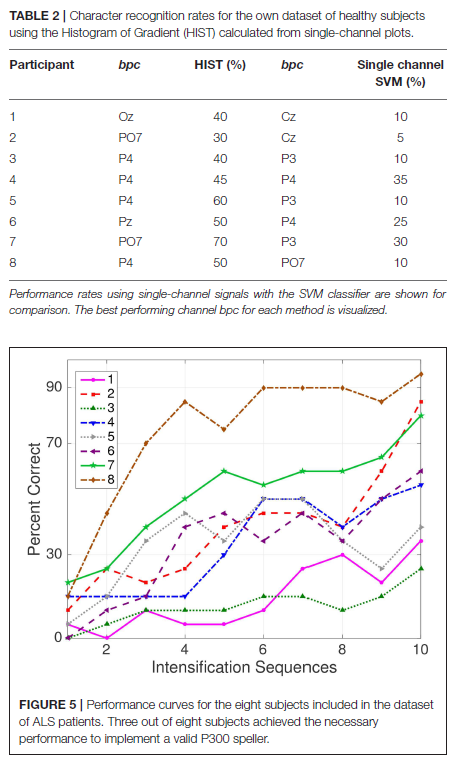 TABLE 2 | Character recognition rates for the own dataset of healthy subjects
using the Histogram of Gradient (HIST) calculated from single-channel plots.
Participant bpc HIST (%) bpc Single channel
SVM (%)
1 Oz 40 Cz 10
2 PO7 30 Cz 5
3 P4 40 P3 10
4 P4 45 P4 35
5 P4 60 P3 10
6 Pz 50 P4 25
7 PO7 70 P3 30
8 P4 50 PO7 10
Performance rates using single-channel signals with the SVM classifier are shown for
comparison. The best performing channel bpc for each method is visualized.
90
70
30
0
Percent Correct
1
2
3
4
5
6
7
8
2 4 6 8 10
Intensification Sequences
FIGURE 5 | Performance curves for the eight subjects included in the dataset
of ALS patients. Three out of eight subjects achieved the necessary
performance to implement a valid P300 speller.